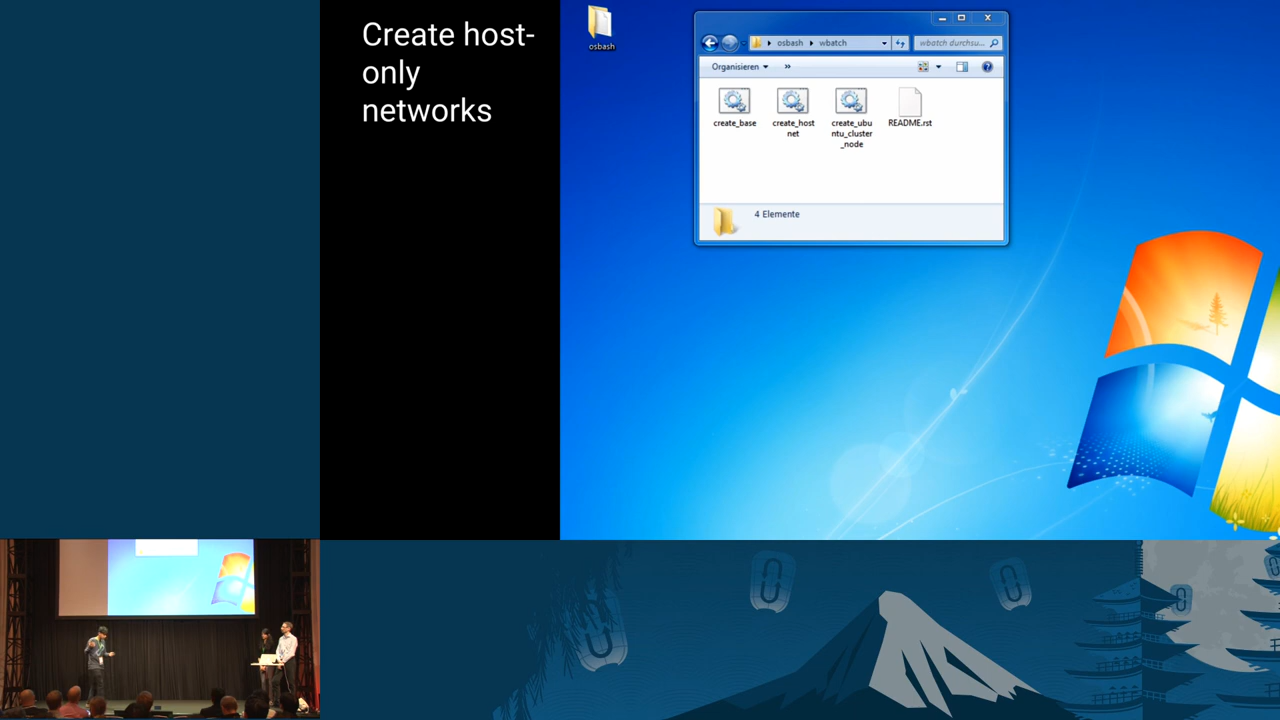 Create host-
only
networks
osbash
osbash
wbatch
wbatch durchsu...
Organisieren
»
create_base
create_host
net
create_ubu
ntu_cluster
_node
README.rst
4 Elemente